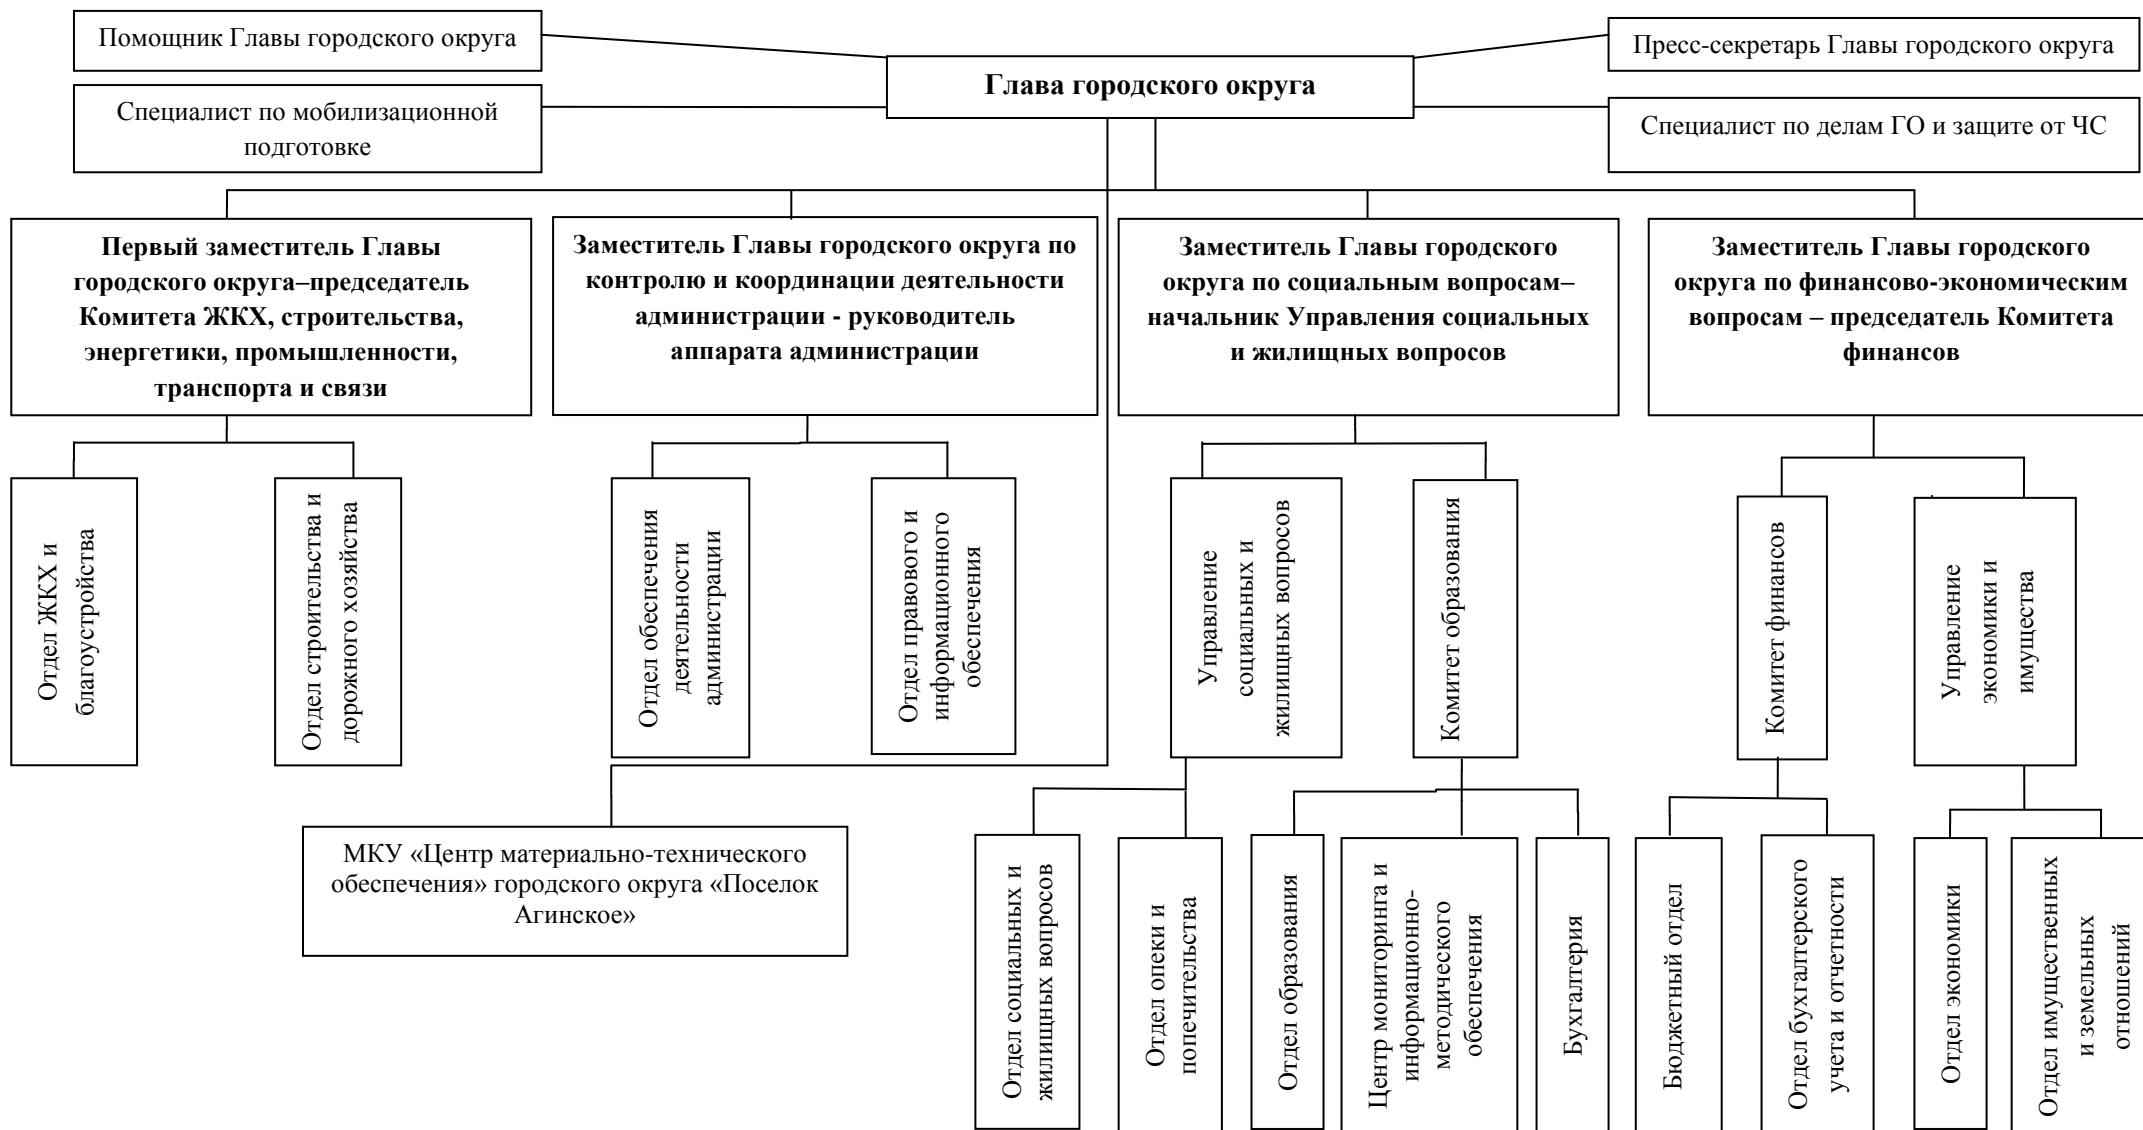 Помощник Главы городского округа
Пресс-секретарь Главы городского округа
Глава городского округа
Специалист по мобилизационной
подготовке
Специалист по делам ГО и защите от ЧС
Первый заместитель Главы
городского округа–председатель
Комитета ЖКХ, строительства,
энергетики, промышленности,
транспорта и связи
Заместитель Главы городского округа по
контролю и координации деятельности
администрации - руководитель
аппарата администрации
Заместитель Главы городского
округа по социальным вопросам–
начальник Управления социальных
и жилищных вопросов
Заместитель Главы городского
округа по финансово-экономическим
вопросам – председатель Комитета
финансов
Отдел ЖКХ и
благоустройства
Отдел строительства и
дорожного хозяйства
Отдел обеспечения
деятельности
администрации
Отдел правового и
информационного
обеспечения
Управление
социальных и
жилищных вопросов
Комитет образования
Комитет финансов
Управление
экономики и
имущества
МКУ «Центр материально-технического
обеспечения» городского округа «Поселок
Агинское»
Отдел социальных и
жилищных вопросов
Отдел опеки и
попечительства
Отдел образования
Центр мониторинга и
информационно-
методического
обеспечения
Бухгалтерия
Бюджетный отдел
Отдел бухгалтерского
учета и отчетности
Отдел экономики
Отдел имущественных
и земельных
отношений